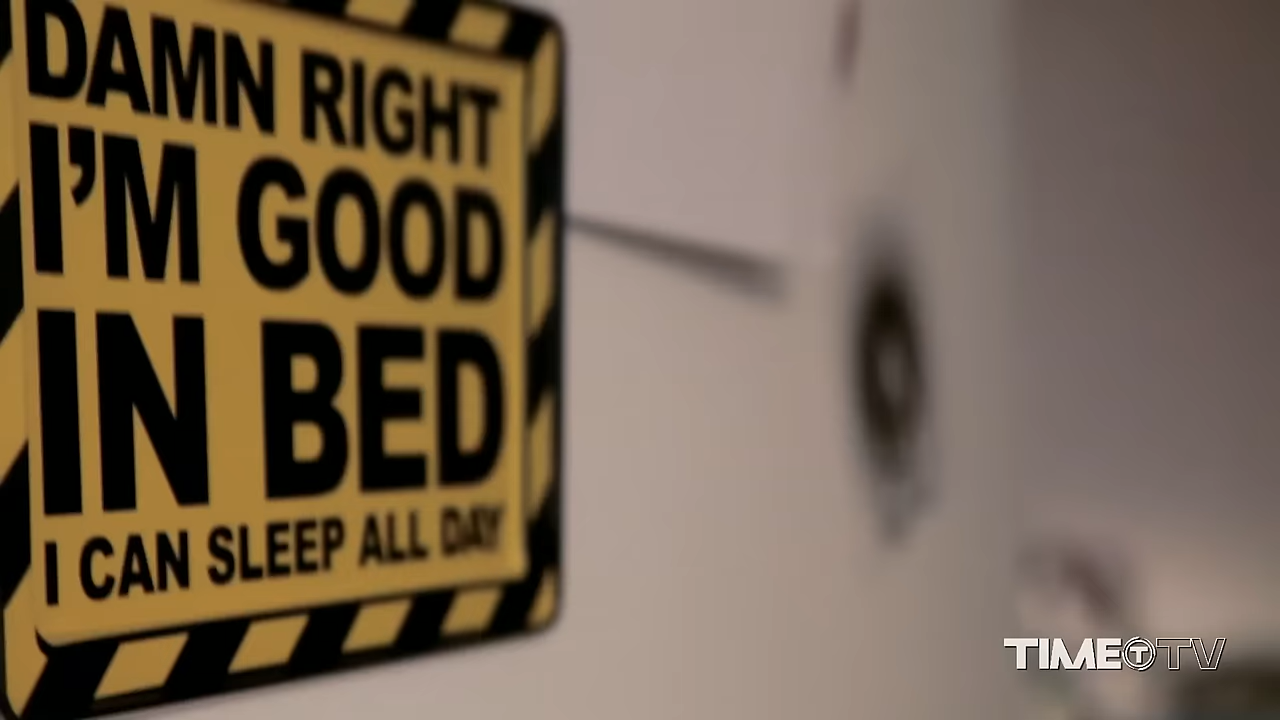 DAMN RIGHT
I'M GOOD
IN BED
I CAN SLEEP ALL DAY
TIME TV